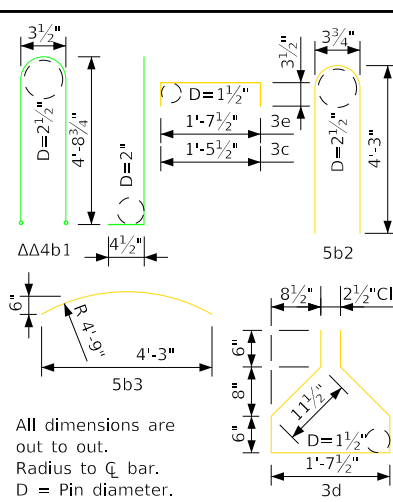 3½"
D=2½"
4'-8¾"
ΔΔ4b1
D=2"
4½"
D=1½"
3½"
1'-7½" 3e
1'-5½" 3c
3¾"
D=2½"
4'-3"
5b2
6"
R 4'-9"
4'-3"
5b3
8½" 2½"Cl
6"
8"
6"
11½"
D=1½"
1'-7½"
3d
All dimensions are
out to out.
Radius to ℄ bar.
D = Pin diameter.